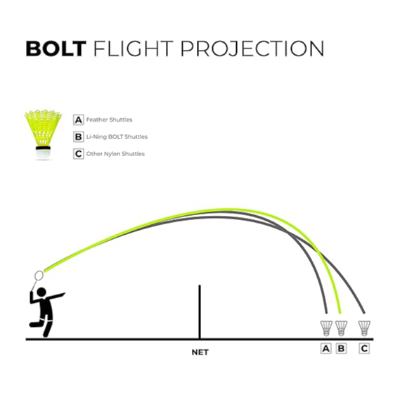 BOLT FLIGHT PROJECTION
A Feather Shuttles
B Li-Ning BOLT Shuttles
C Other Nylon Shuttles
NET
A B C